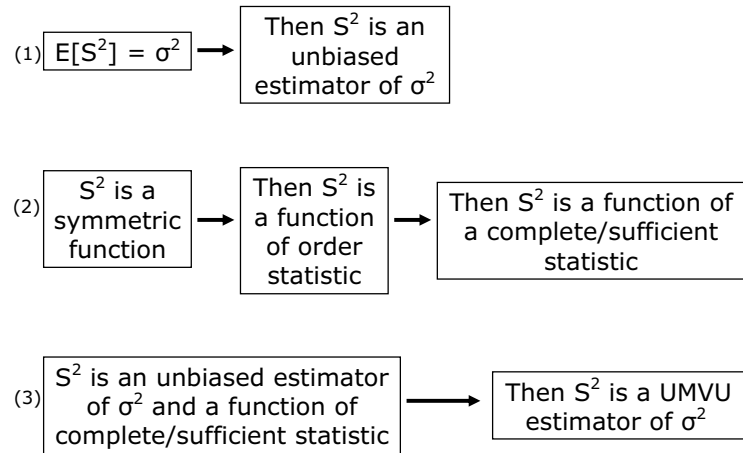 (1) E[S²] = σ²
Then S² is an
unbiased
estimator of σ²
(2)
S² is a
symmetric
function
Then S² is
a function
of order
statistic
Then S² is a function of
a complete/sufficient
statistic
(3)
S² is an unbiased estimator
of σ² and a function of
complete/sufficient statistic
Then S² is a UMVU
estimator of σ²